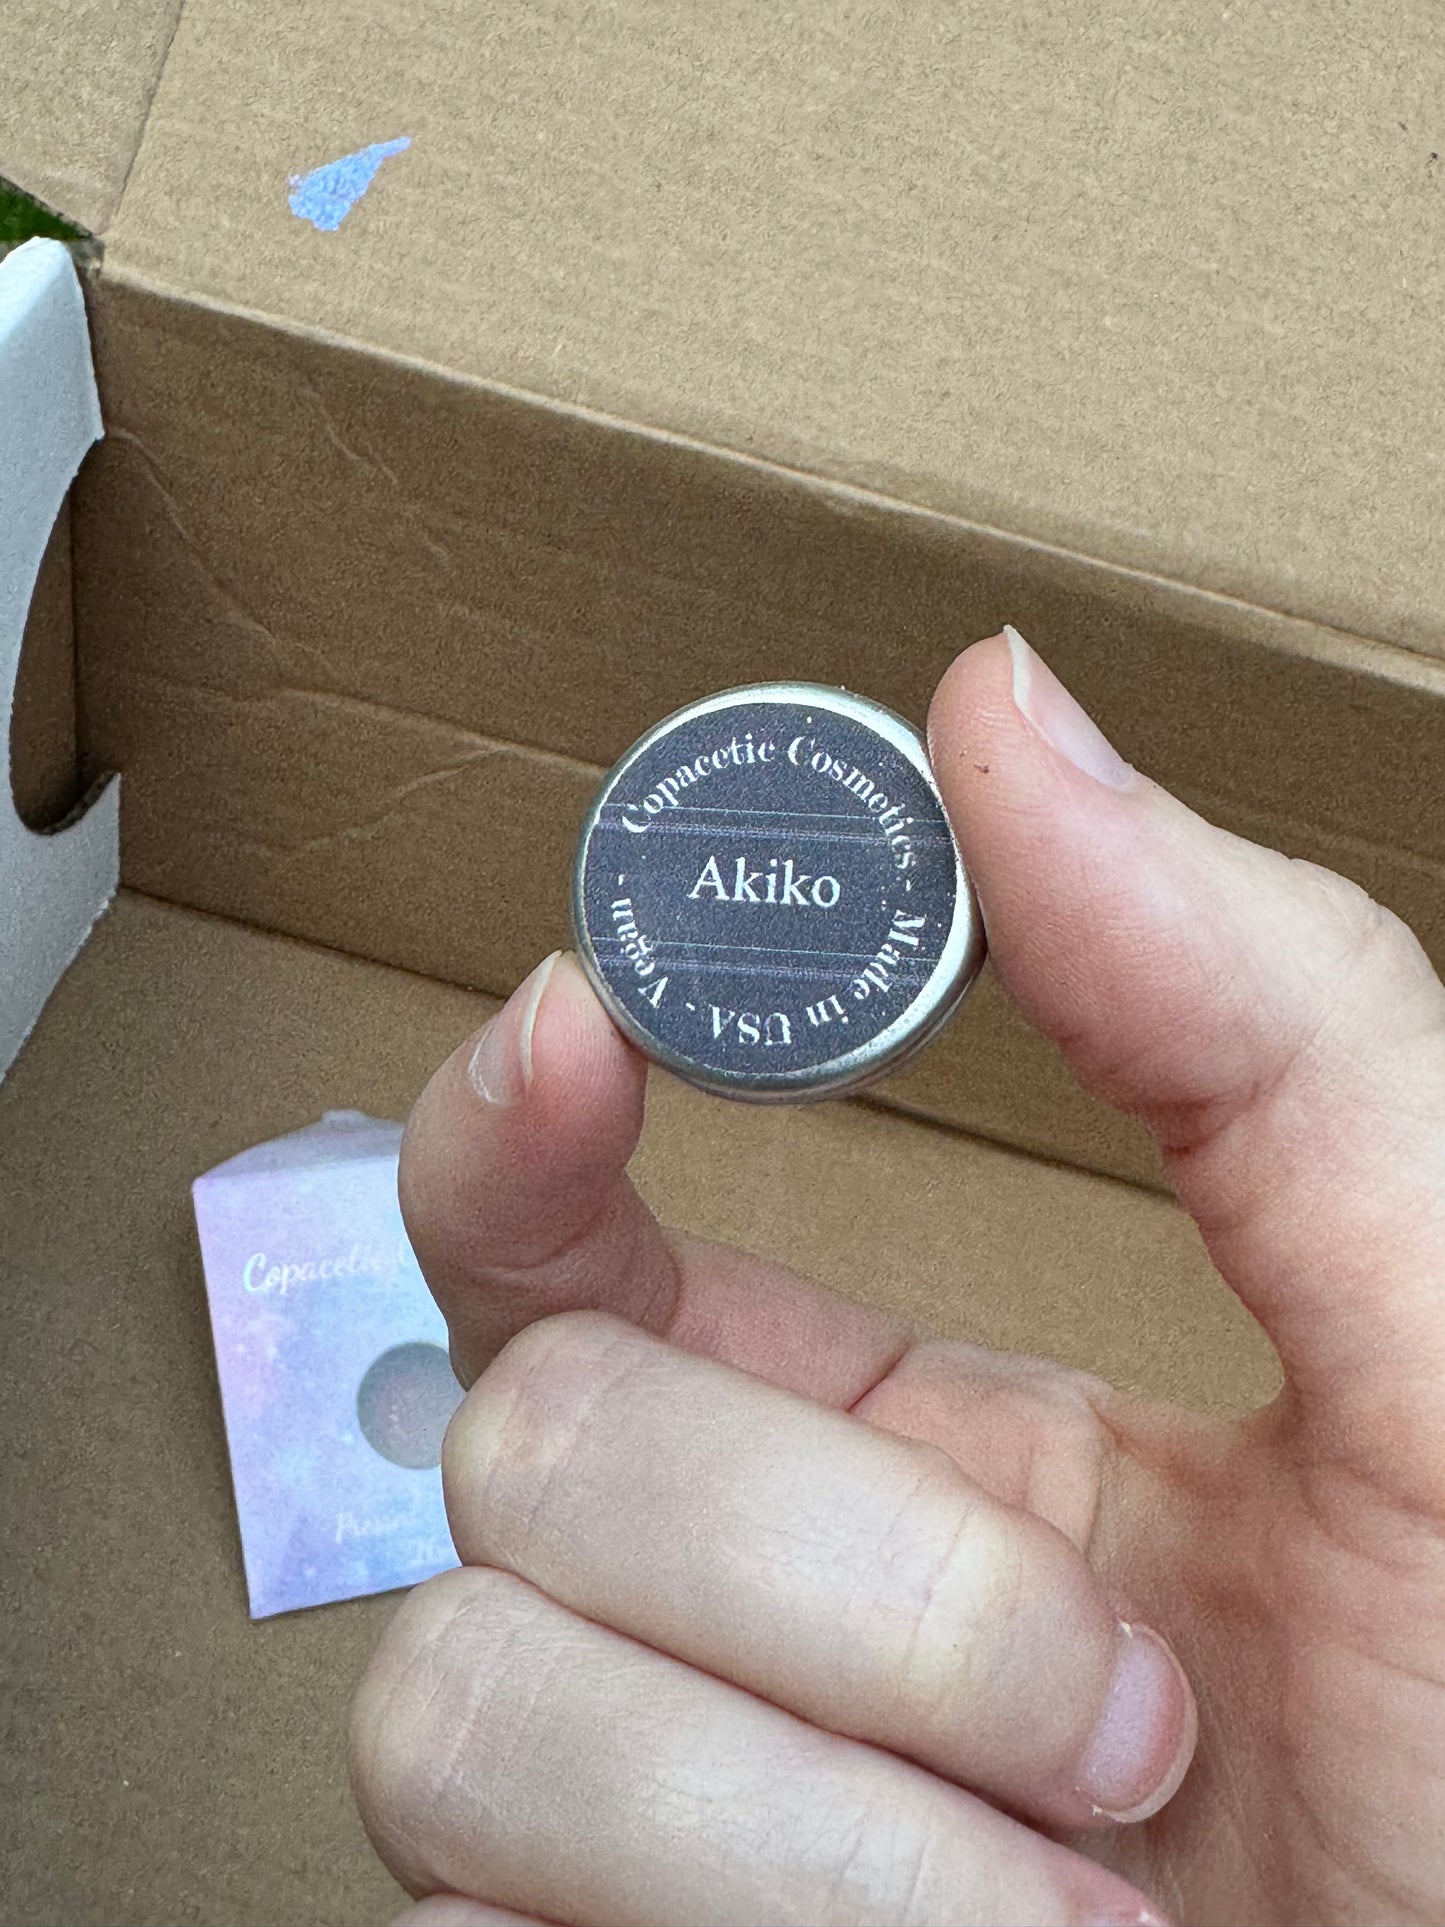 Copacetic Cosmetics - Made in USA - Vegan -
Akiko
Copacetic